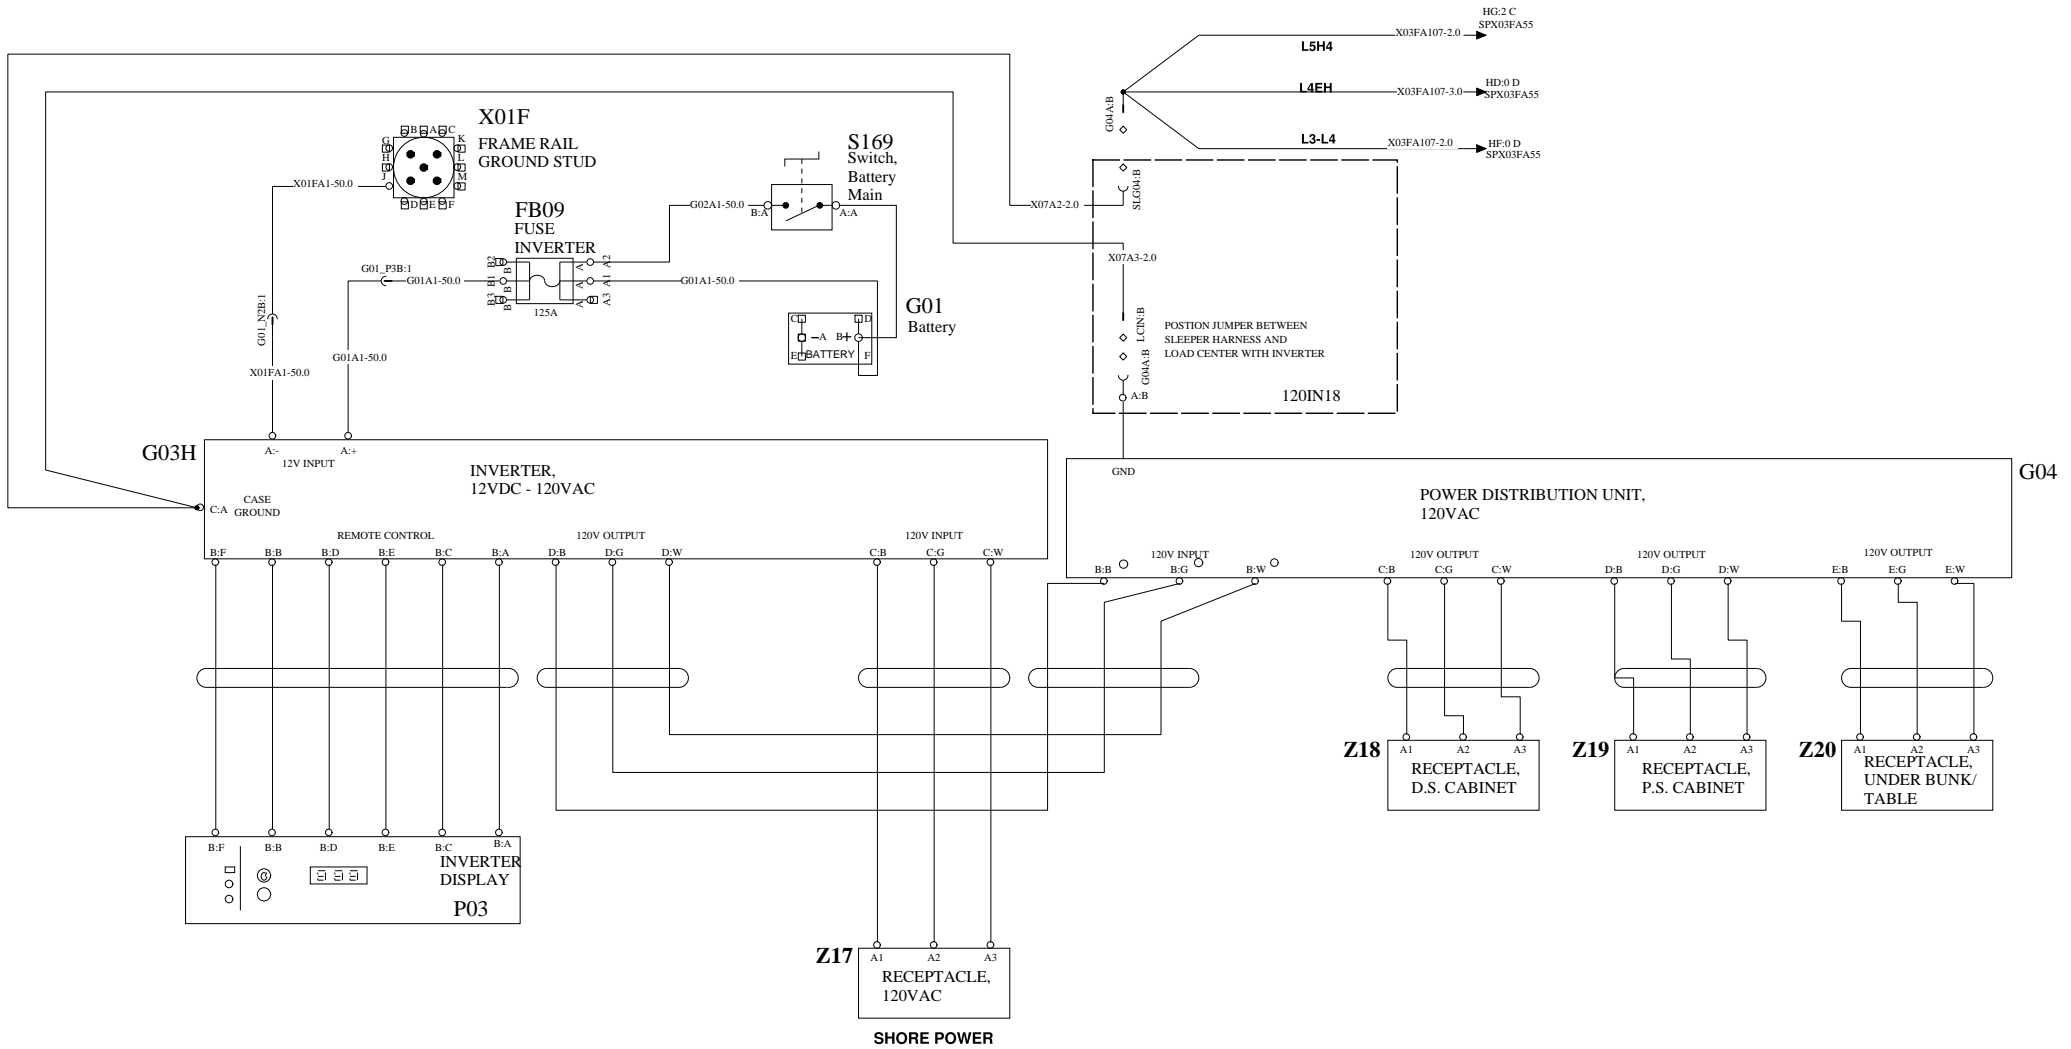 HG:2 C
SPX03FA55
X03FA107-2.0
L5H4
HD:0 D
SPX03FA55
X03FA107-3.0
L4EH
G04A:B
HF:0 D
SPX03FA55
X03FA107-2.0
L3-L4
X01F
FRAME RAIL
GROUND STUD
B A C
G
H
J
K
L
M
D E F
X01FA1-50.0
S169
Switch,
Battery
Main
B:A
A:A
G02A1-50.0
X07A2-2.0
SLG04:B
FB09
FUSE
INVERTER
B2
B1
B3
B
B
B
A
A
A
A2
A1
A3
125A
G01_P3B:1
G01A1-50.0
G01A1-50.0
X07A3-2.0
G01
Battery
C
D
A
B
E
BATTERY
F
G01_N2B:1
G01A1-50.0
X01FA1-50.0
LCIN:B
G04A:B
A:B
POSTION JUMPER BETWEEN
SLEEPER HARNESS AND
LOAD CENTER WITH INVERTER
120IN18
G03H
A:-
A:+
12V INPUT
INVERTER,
12VDC - 120VAC
CASE
GROUND
C:A
REMOTE CONTROL
120V OUTPUT
120V INPUT
B:F B:B B:D B:E B:C B:A D:B D:G D:W C:B C:G C:W
GND
G04
POWER DISTRIBUTION UNIT,
120VAC
120V INPUT
120V OUTPUT
120V OUTPUT
120V OUTPUT
B:B B:G B:W C:B C:G C:W D:B D:G D:W E:B E:G E:W
Z18
A1 A2 A3
RECEPTACLE,
D.S. CABINET
Z19
A1 A2 A3
RECEPTACLE,
P.S. CABINET
Z20
A1 A2 A3
RECEPTACLE,
UNDER BUNK/
TABLE
B:F B:B B:D B:E B:C B:A
INVERTER
DISPLAY
P03
Z17
A1 A2 A3
RECEPTACLE,
120VAC
SHORE POWER